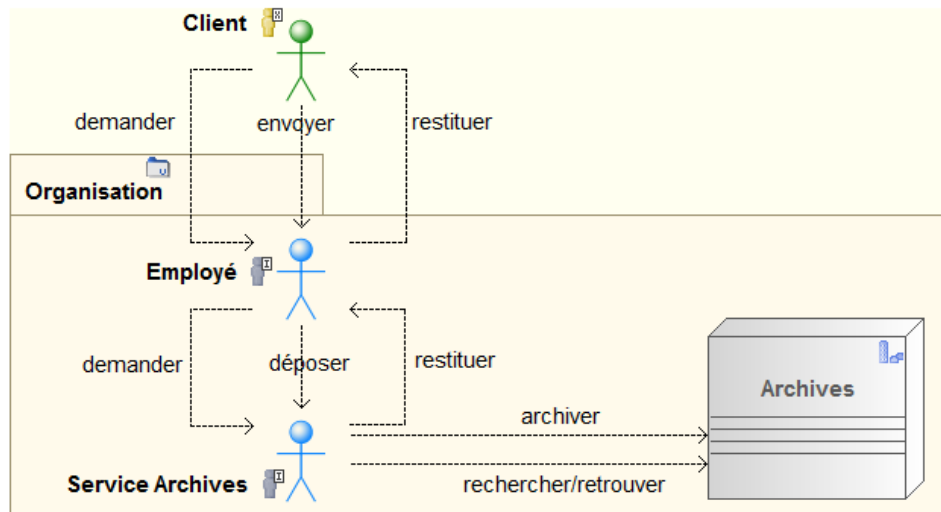 Client
demander
envoyer
restituer
Organisation
Employé
demander
déposer
restituer
Archives
archiver
Service Archives
rechercher/retrouver